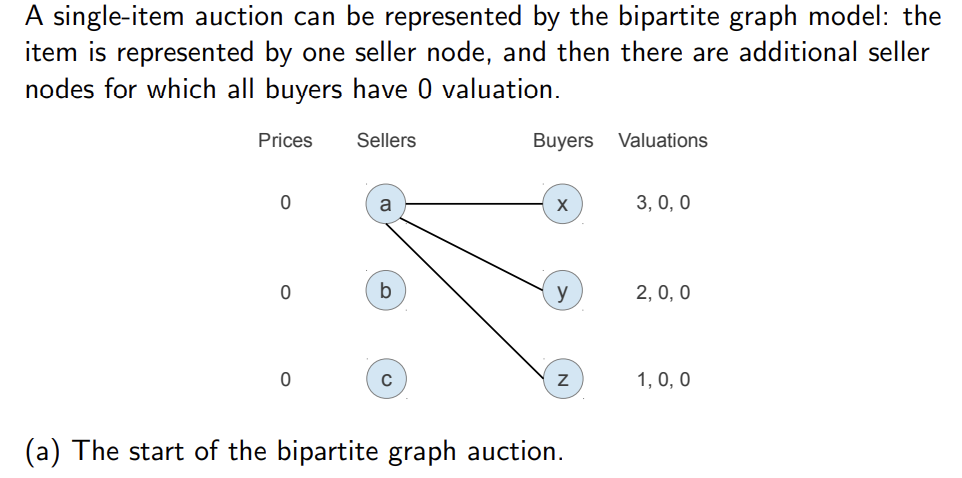 A single-item auction can be represented by the bipartite graph model: the
item is represented by one seller node, and then there are additional seller
nodes for which all buyers have 0 valuation.
Prices Sellers Buyers Valuations
0 a x 3, 0, 0
0 b y 2, 0, 0
0 c z 1, 0, 0
(a) The start of the bipartite graph auction.